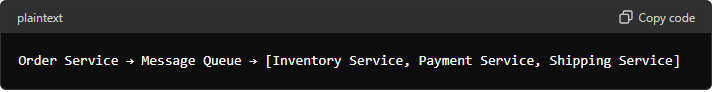 plaintext
Copy code
Order Service → Message Queue → [Inventory Service, Payment Service, Shipping Service]